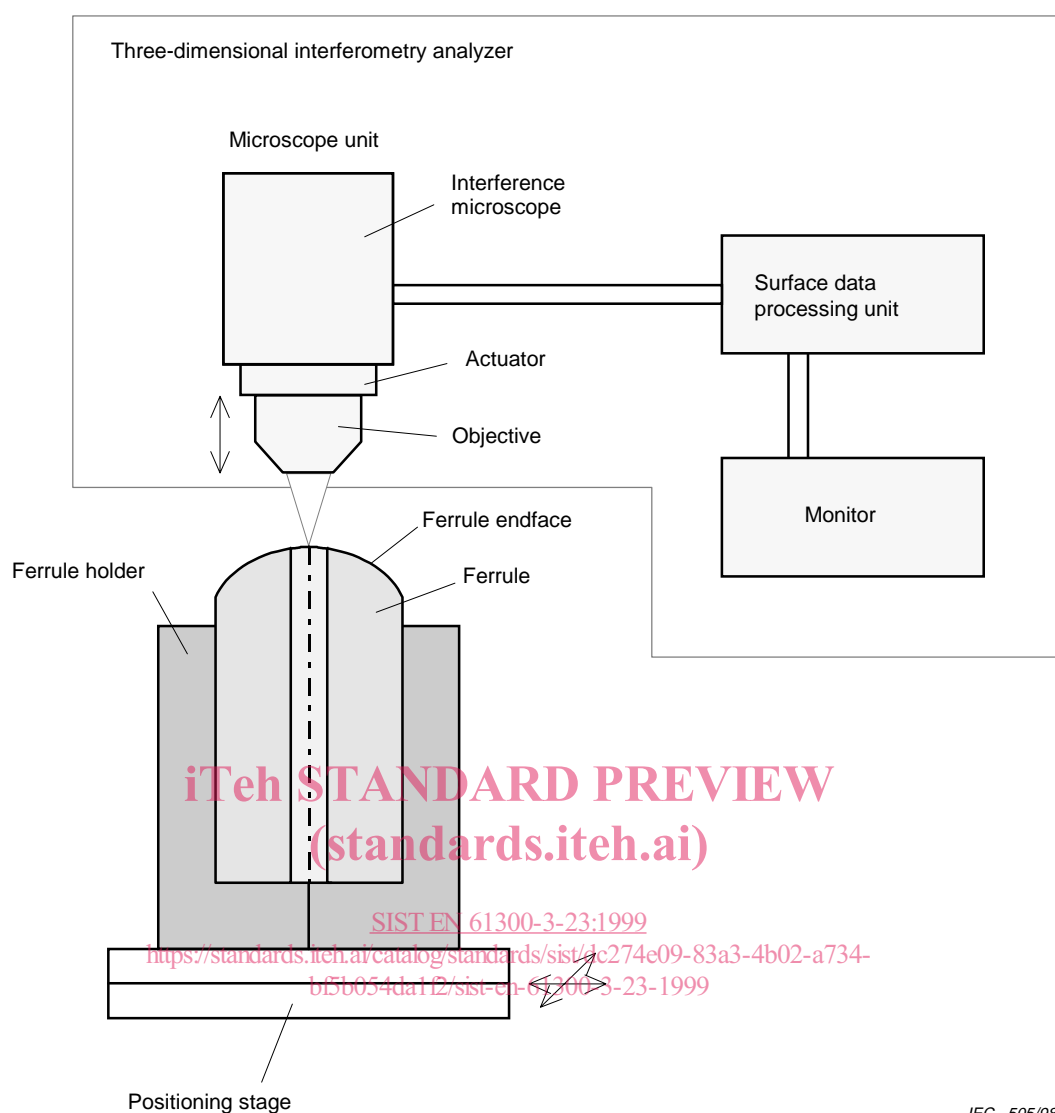 Three-dimensional interferometry analyzer
Microscope unit
Interference
microscope
Surface data
processing unit
Actuator
Objective
Monitor
Ferrule endface
Ferrule holder
Ferrule
iTeh STANDARD PREVIEW
(standards.iteh.ai)
SIST EN 61300-3-23:1999
https://standards.iteh.ai/catalog/standards/sist/dc274e09-83a3-4b02-a734-
bf5b054da1f2/sist-en-61300-3-23-1999
Positioning stage